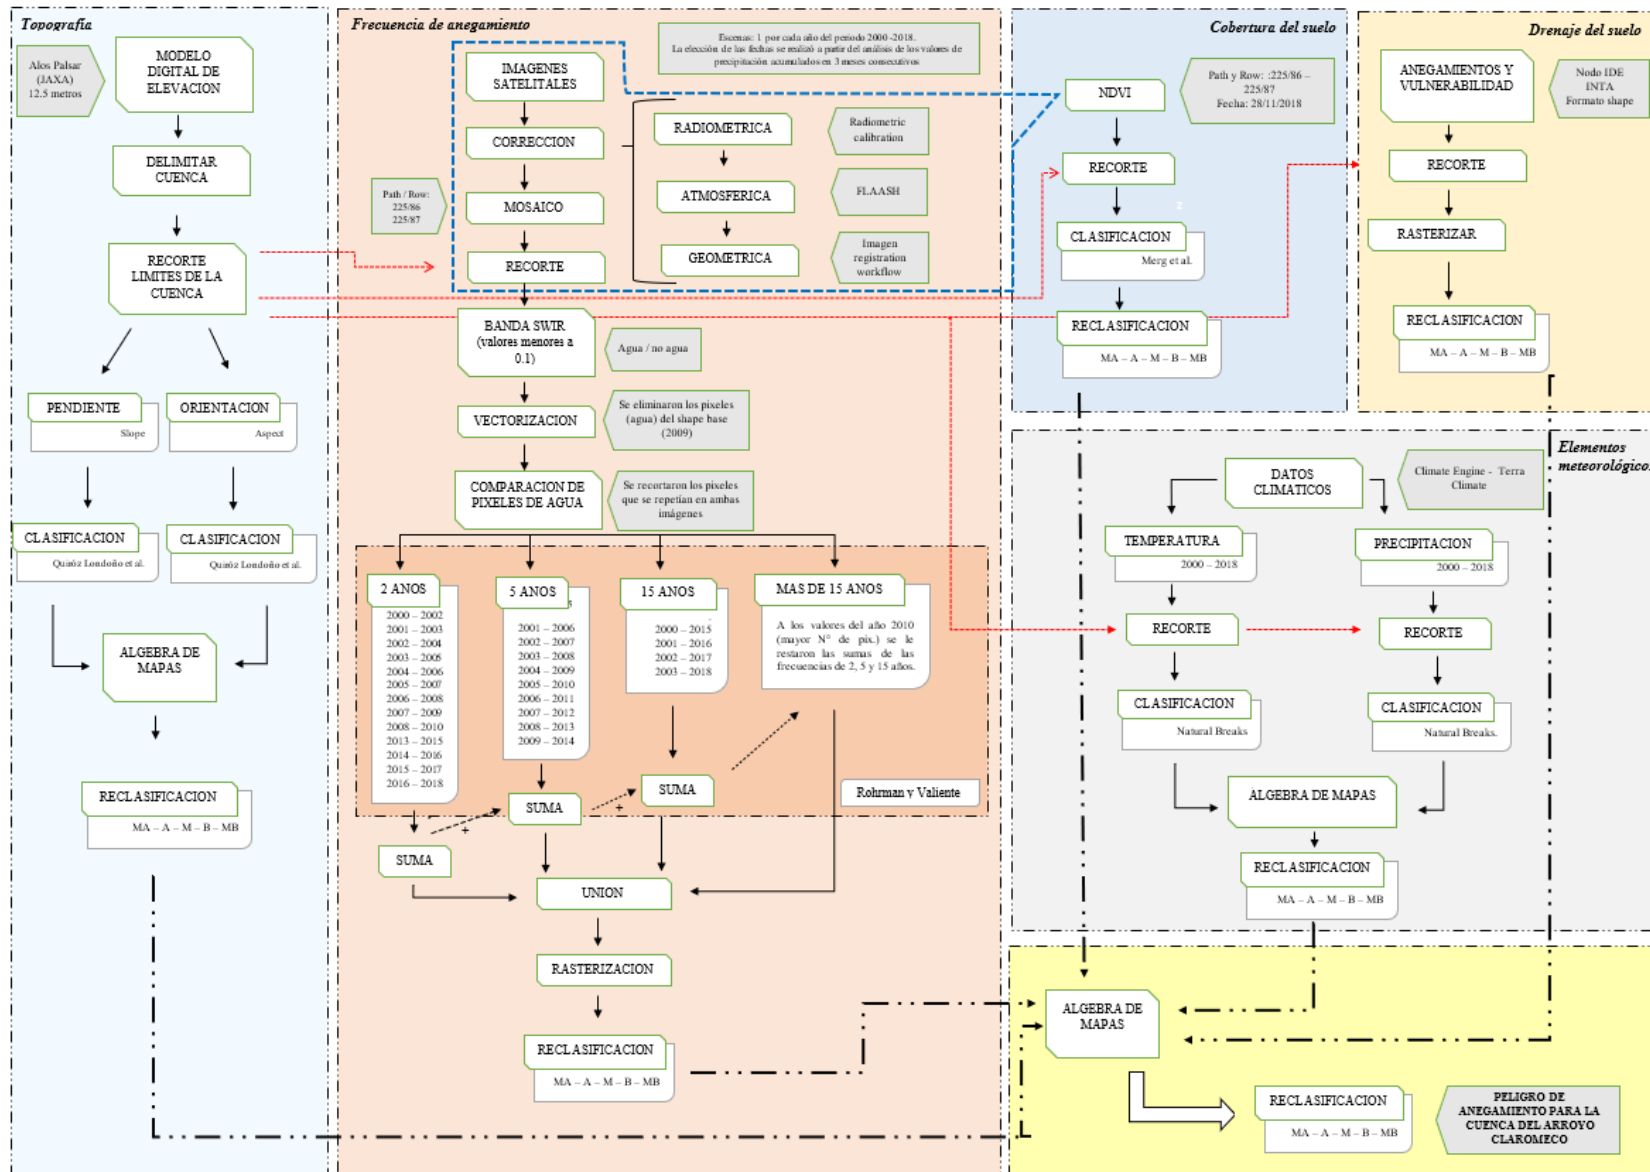 Topografía
Alos Palsar
(JAXA)
12.5 metros
MODELO
DIGITAL DE
ELEVACION
DELIMITAR
CUENCA
RECORTE
LIMITES DE LA
CUENCA
PENDIENTE
Slope
ORIENTACION
Aspect
CLASIFICACION
Quiróz Londoño et al.
CLASIFICACION
Quiróz Londoño et al.
ALGEBRA DE
MAPAS
RECLASIFICACION
MA – A – M – B – MB
Frecuencia de anegamiento
Escenas: 1 por cada año del periodo 2000 -2018.
La elección de las fechas se realizó a partir del análisis de los valores de
precipitación acumulados en 3 meses consecutivos
IMAGENES
SATELITALES
CORRECCION
MOSAICO
RECORTE
Path / Row:
225/86
225/87
RADIOMETRICA
Radiometric
calibration
ATMOSFERICA
FLAASH
GEOMETRICA
Imagen
registration
workflow
BANDA SWIR
(valores menores a
0.1)
Agua / no agua
VECTORIZACION
Se eliminaron los pixeles
(agua) del shape base
(2009)
COMPARACION DE
PIXELES DE AGUA
Se recortaron los pixeles
que se repetían en ambas
imágenes
2 ANOS
2000 – 2002
2001 – 2003
2002 – 2004
2003 – 2005
2004 – 2006
2005 – 2007
2006 – 2008
2007 – 2009
2008 – 2010
2013 – 2015
2014 – 2016
2015 – 2017
2016 – 2018
5 ANOS
2001 – 2006
2002 – 2007
2003 – 2008
2004 – 2009
2005 – 2010
2006 – 2011
2007 – 2012
2008 – 2013
2009 – 2014
15 ANOS
2000 – 2015
2001 – 2016
2002 – 2017
2003 – 2018
MAS DE 15 ANOS
A los valores del año 2010
(mayor N° de pix.) se le
restaron las sumas de las
frecuencias de 2, 5 y 15 años.
SUMA
+
SUMA
+
SUMA
Rohrman y Valiente
UNION
RASTERIZACION
RECLASIFICACION
MA – A – M – B – MB
Cobertura del suelo
NDVI
Path y Row: :225/86 –
225/87
Fecha: 28/11/2018
RECORTE
z
CLASIFICACION
Merg et al.
RECLASIFICACION
MA – A – M – B – MB
Drenaje del suelo
ANEGAMIENTOS Y
VULNERABILIDAD
Nodo IDE
INTA
Formato shape
RECORTE
RASTERIZAR
RECLASIFICACION
MA – A – M – B – MB
Elementos
meteorológicos
DATOS
CLIMATICOS
Climate Engine - Terra
Climate
TEMPERATURA
2000 – 2018
PRECIPITACION
2000 – 2018
RECORTE
RECORTE
CLASIFICACION
Natural Breaks
CLASIFICACION
Natural Breaks.
ALGEBRA DE MAPAS
RECLASIFICACION
MA – A – M – B – MB
ALGEBRA DE
MAPAS
RECLASIFICACION
MA – A – M – B – MB
PELIGRO DE
ANEGAMIENTO PARA LA
CUENCA DEL ARROYO
CLAROMECO